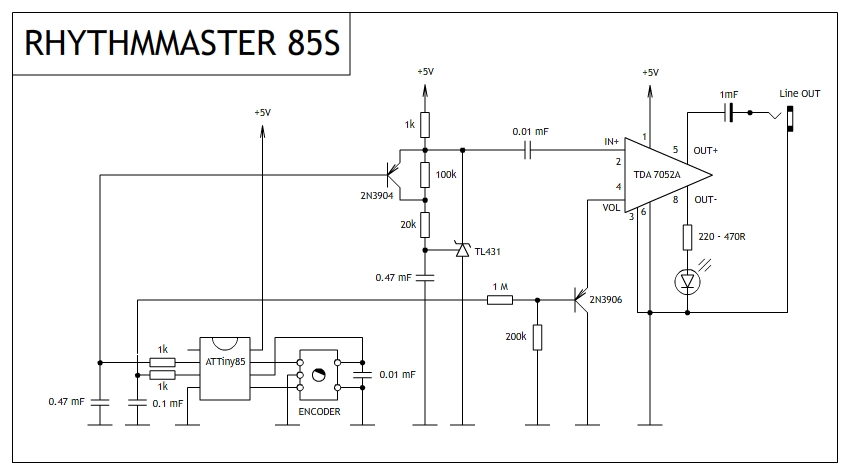 RHYTHMMASTER 85S
+5V
+5V
+5V
1mF
Line OUT
1k
0.01 mF
IN+
1
5
OUT+
2
TDA 7052A
100k
2N3904
4
8
OUT-
VOL
3
6
20k
220 - 470R
TL431
0.47 mF
1 M
2N3906
200k
1k
ATTiny85
1k
0.01 mF
0.47 mF
0.1 mF
ENCODER